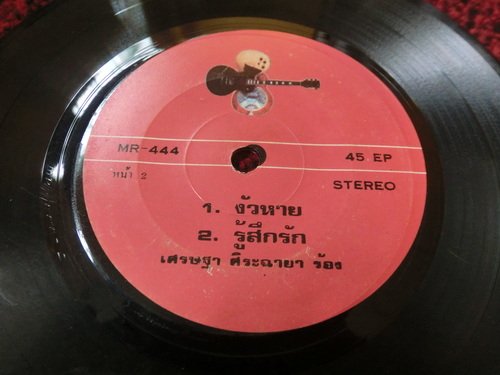 MR-444
45 EP
หน้า 2
STEREO
1. งัวหาย
2. รู้สึกรัก
เศรษฐา ศิระฉายา ร้อง